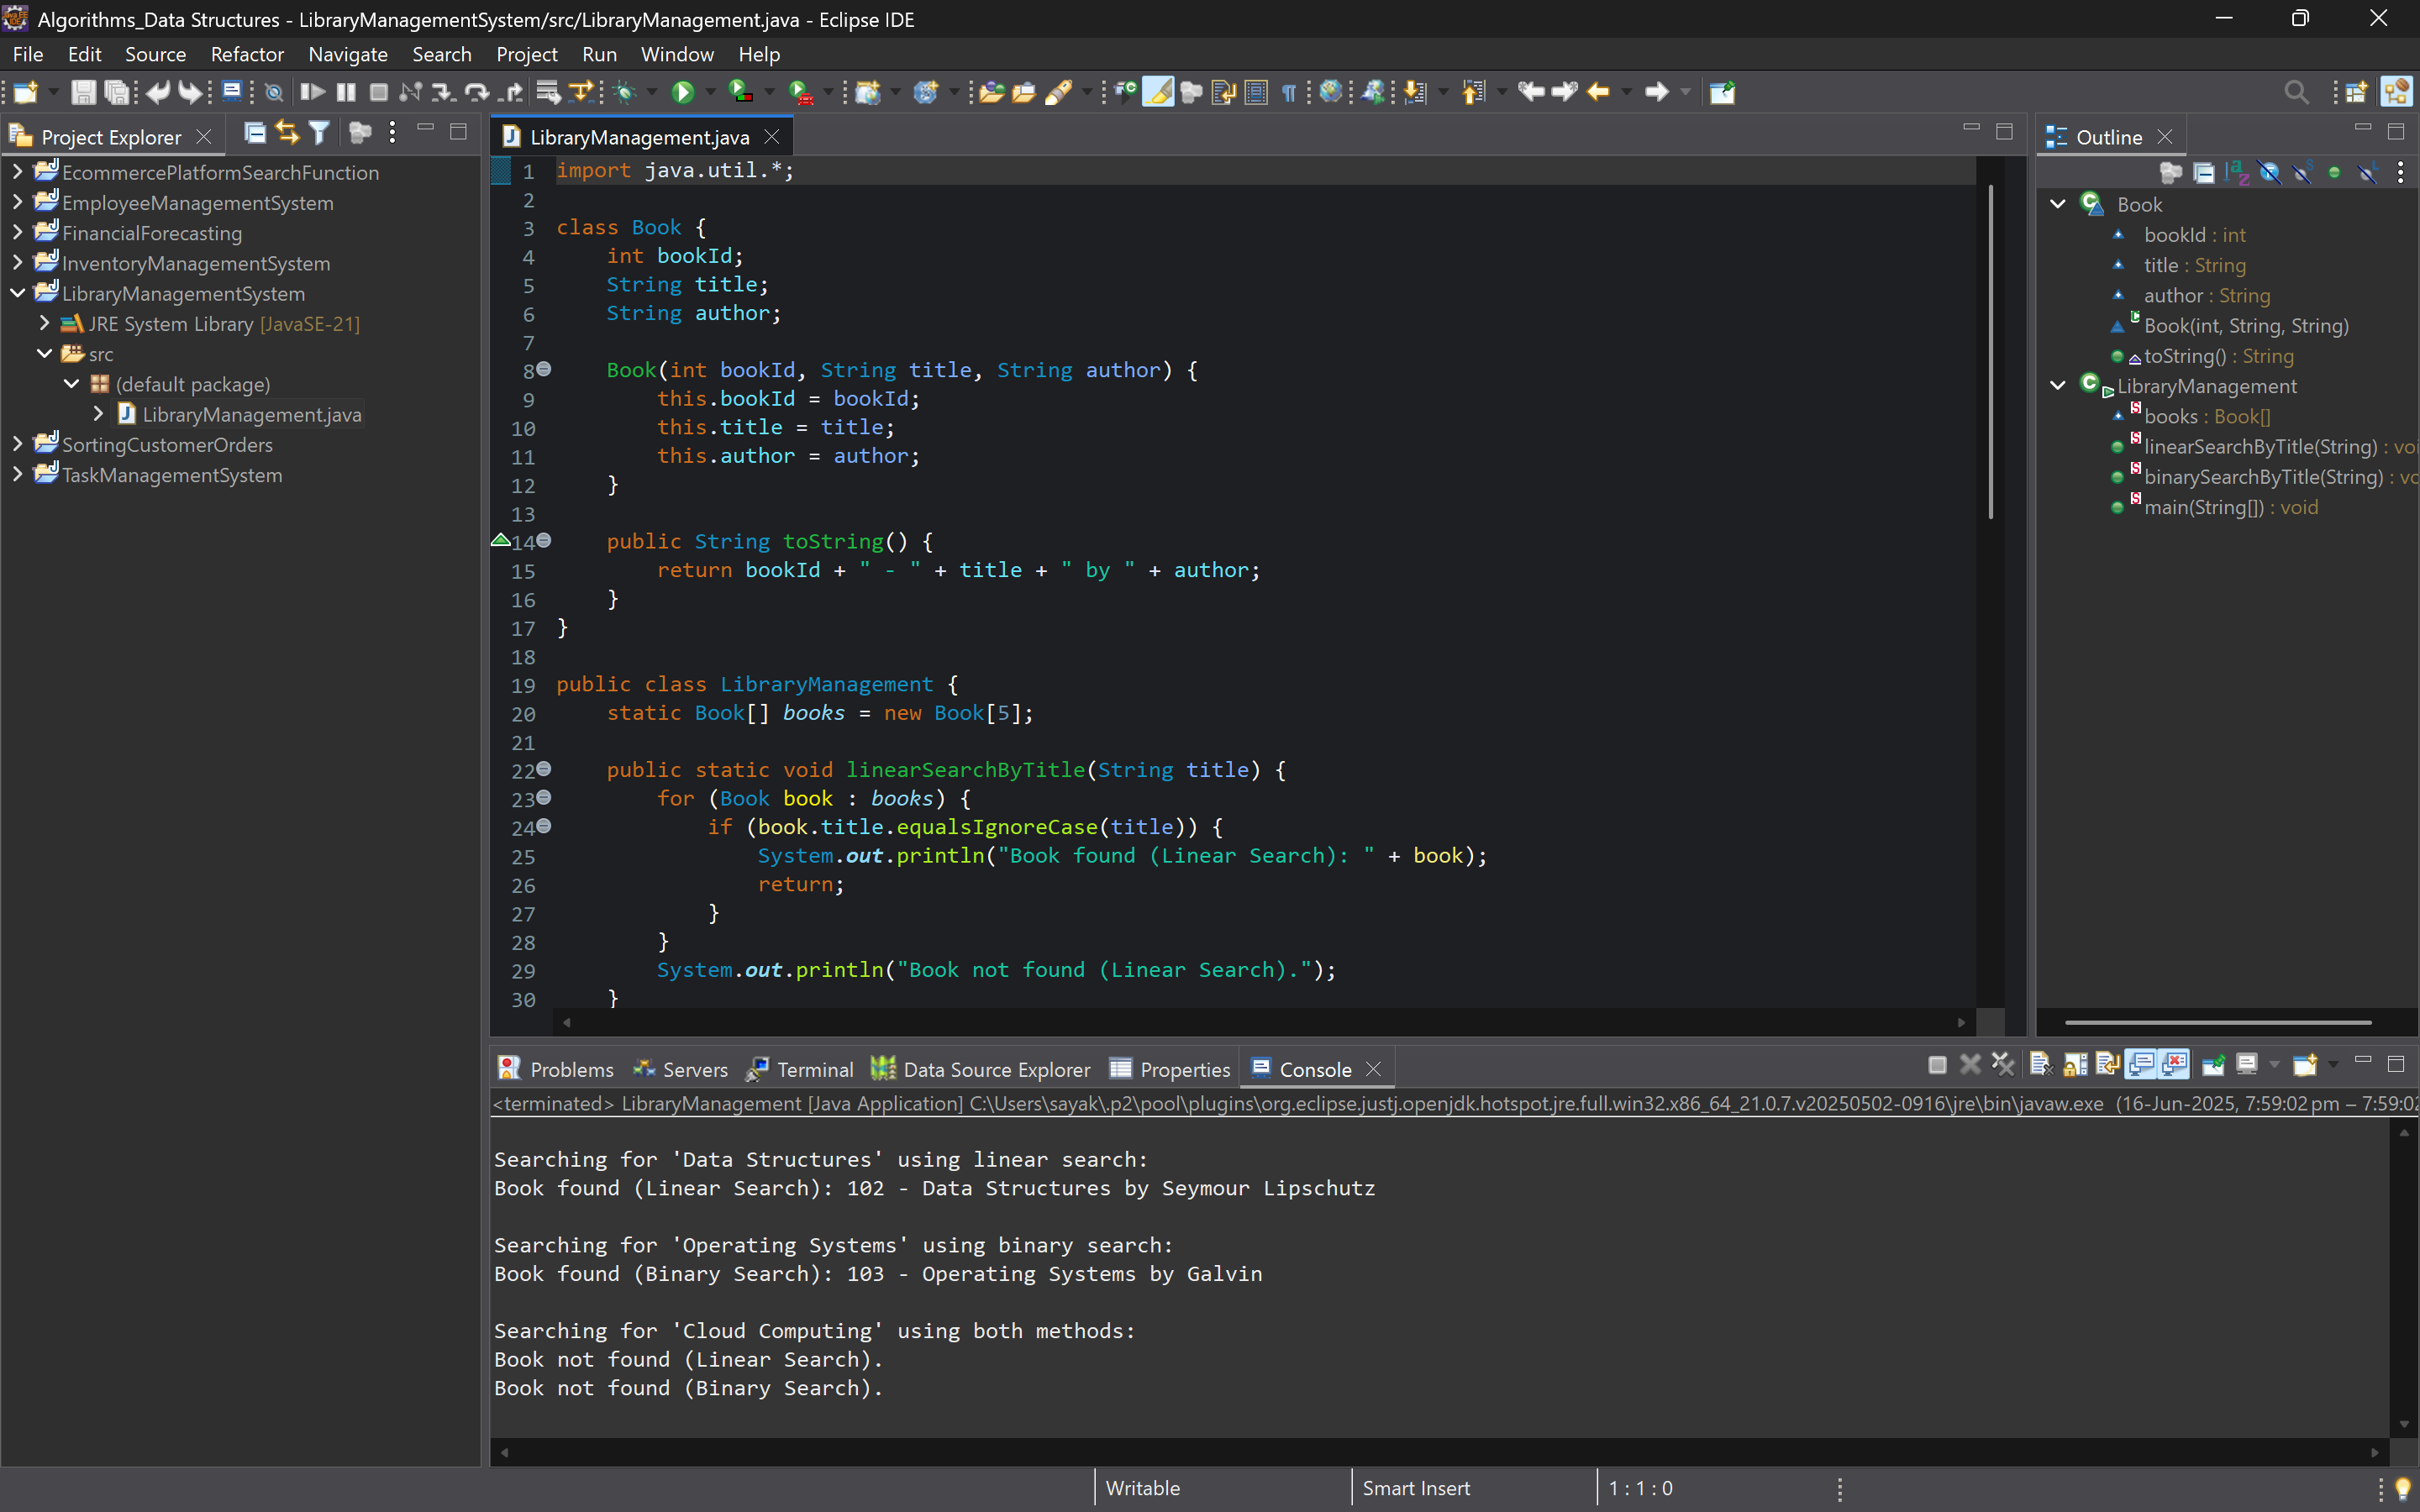 Algorithms_Data Structures - LibraryManagementSystem/src/LibraryManagement.java - Eclipse IDE
File Edit Source Refactor Navigate Search Project Run Window Help
Project Explorer
EcommercePlatformSearchFunction
EmployeeManagementSystem
FinancialForecasting
InventoryManagementSystem
LibraryManagementSystem
JRE System Library [JavaSE-21]
src
(default package)
LibraryManagement.java
SortingCustomerOrders
TaskManagementSystem
LibraryManagement.java
1 import java.util.*;
2
3 class Book {
4 int bookId;
5 String title;
6 String author;
7
8 Book(int bookId, String title, String author) {
9 this.bookId = bookId;
10 this.title = title;
11 this.author = author;
12 }
13
14 public String toString() {
15 return bookId + " - " + title + " by " + author;
16 }
17 }
18
19 public class LibraryManagement {
20 static Book[] books = new Book[5];
21
22 public static void linearSearchByTitle(String title) {
23 for (Book book : books) {
24 if (book.title.equalsIgnoreCase(title)) {
25 System.out.println("Book found (Linear Search): " + book);
26 return;
27 }
28 }
29 System.out.println("Book not found (Linear Search).");
30 }
Outline
Book
bookId : int
title : String
author : String
Book(int, String, String)
toString() : String
LibraryManagement
books : Book[]
linearSearchByTitle(String) : voi
binarySearchByTitle(String) : vo
main(String[]) : void
Problems Servers Terminal Data Source Explorer Properties Console
<terminated> LibraryManagement [Java Application] C:\Users\sayak\.p2\pool\plugins\org.eclipse.justj.openjdk.hotspot.jre.full.win32.x86_64_21.0.7.v20250502-0916\jre\bin\javaw.exe (16-Jun-2025, 7:59:02 pm – 7:59:02
Searching for 'Data Structures' using linear search:
Book found (Linear Search): 102 - Data Structures by Seymour Lipschutz
Searching for 'Operating Systems' using binary search:
Book found (Binary Search): 103 - Operating Systems by Galvin
Searching for 'Cloud Computing' using both methods:
Book not found (Linear Search).
Book not found (Binary Search).
Writable Smart Insert 1 : 1 : 0